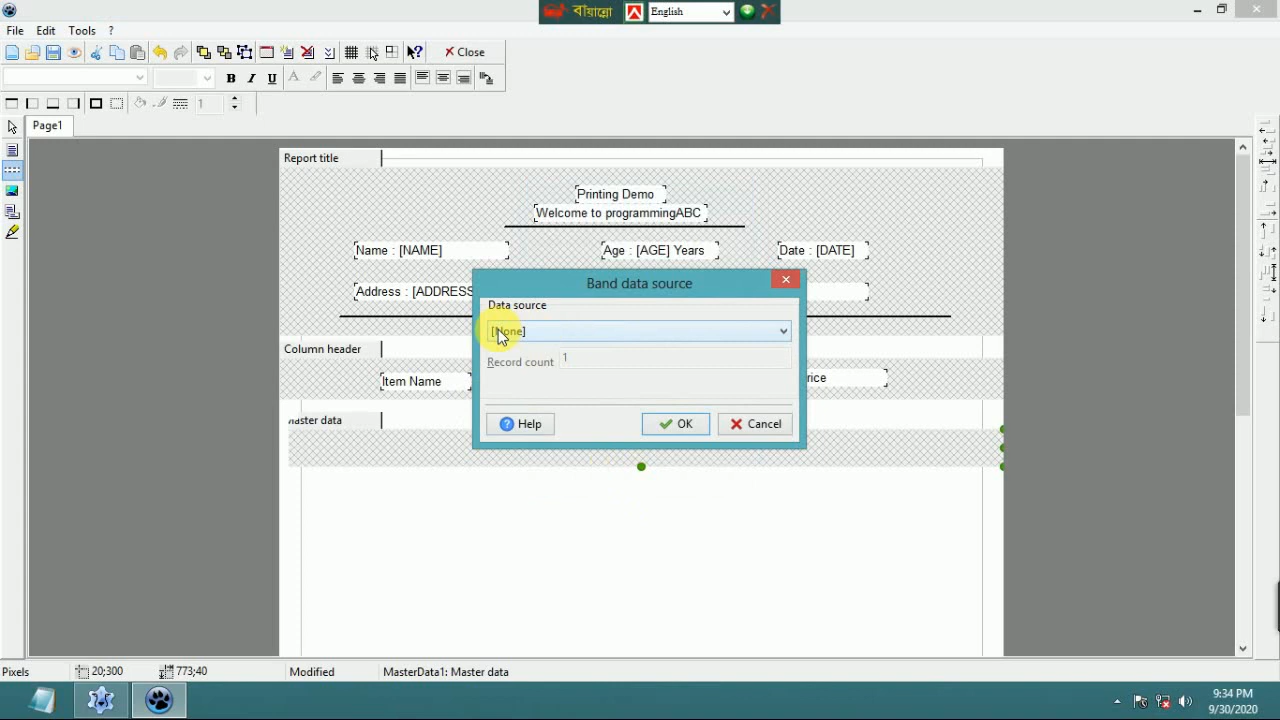 বায়ান্নো English
File Edit Tools ?
Close
B I U
1
Page1
Report title
Printing Demo
Welcome to programmingABC
Name : [NAME] Age : [AGE] Years Date : [DATE]
Address : [ADDRESS
Band data source
Data source
[None]
Record count 1
Help OK Cancel
Column header
Item Name rice
Master data
Pixels 20;300 773;40 Modified MasterData1: Master data
9:34 PM
9/30/2020